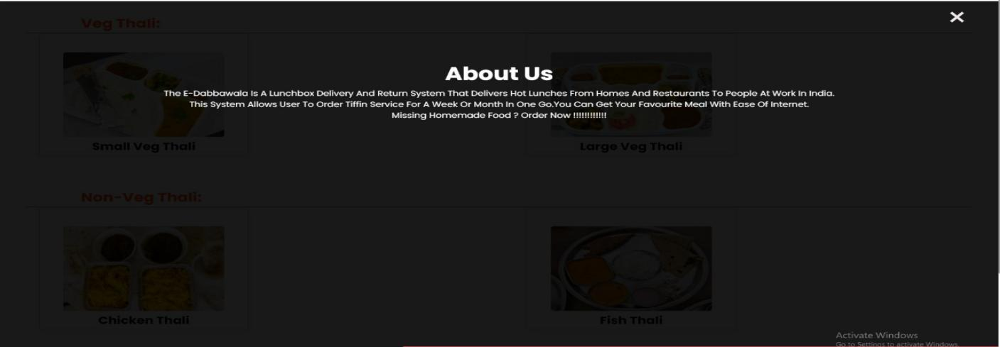 Veg Thali:
✕
About Us
The E-Dabbawala Is A Lunchbox Delivery And Return System That Delivers Hot Lunches From Homes And Restaurants To People At Work In India.
This System Allows User To Order Tiffin Service For A Week Or Month In One Go.You Can Get Your Favourite Meal With Ease Of Internet.
Missing Homemade Food ? Order Now !!!!!!!!!!!!
Small Veg Thali
Large Veg Thali
Non-Veg Thali:
Chicken Thali
Fish Thali
Activate Windows
Go to Settings to activate Windows.